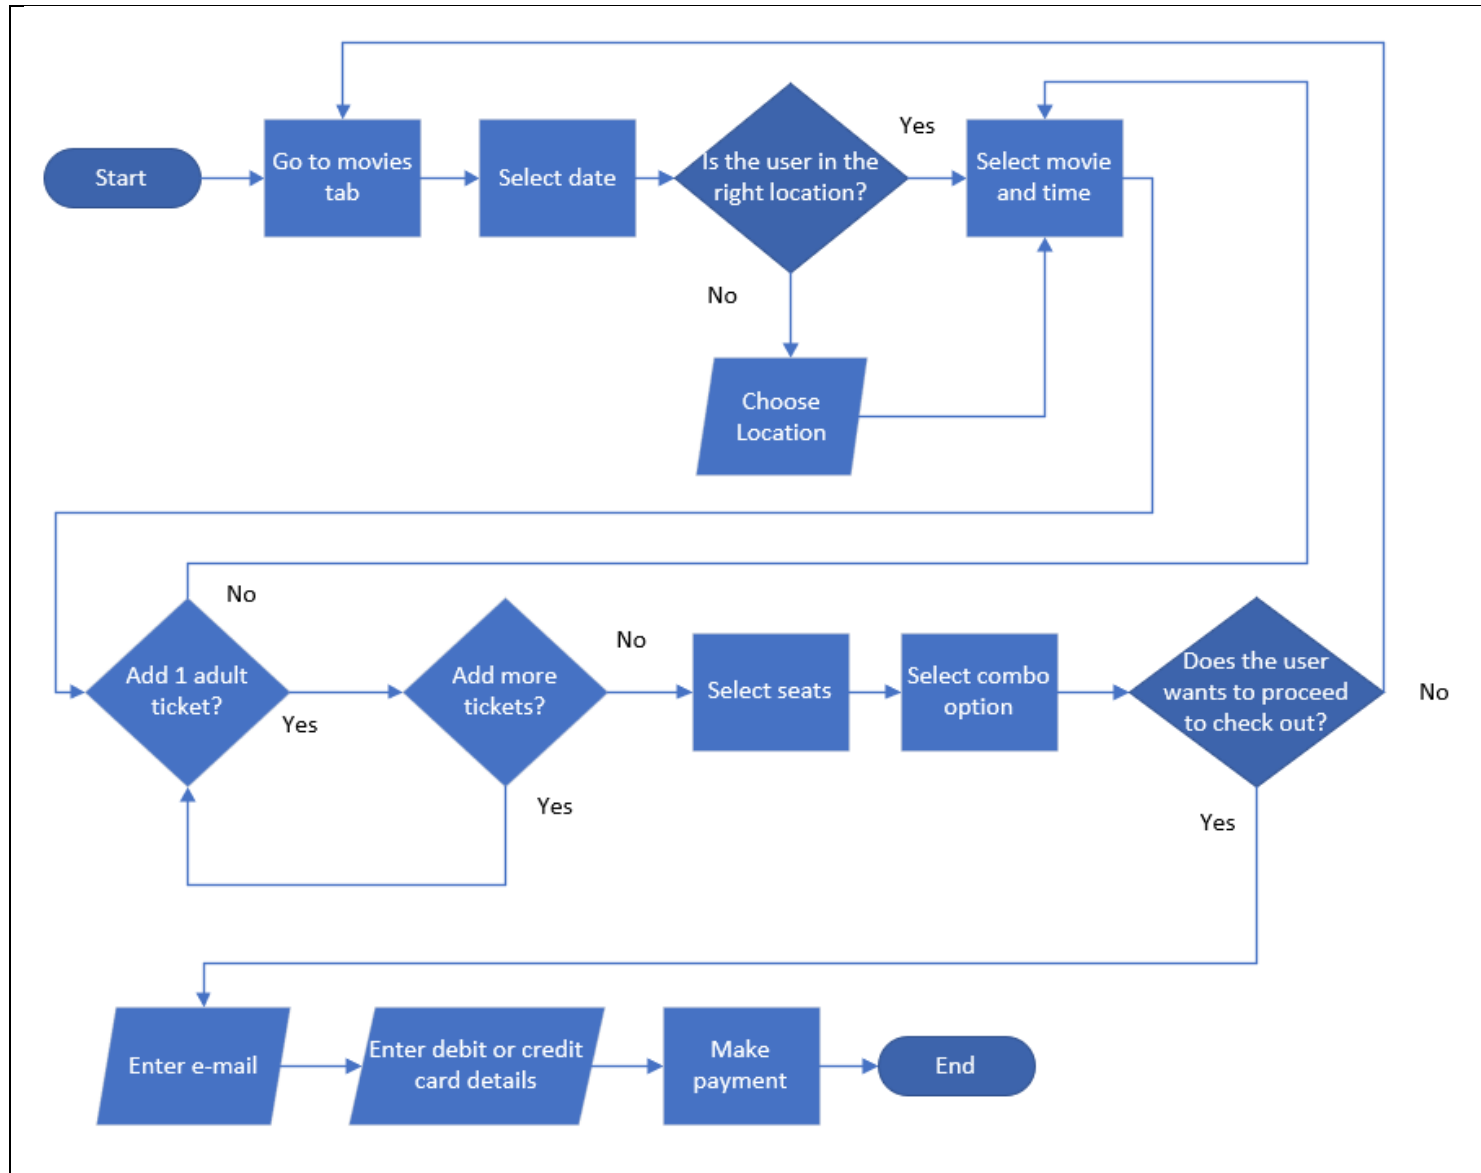 Start
Go to movies
tab
Select date
Is the user in the
right location?
Yes
Select movie
and time
No
Choose
Location
No
Add 1 adult
ticket?
Yes
Add more
tickets?
No
Yes
Select seats
Select combo
option
Does the user
wants to proceed
to check out?
No
Yes
Enter e-mail
Enter debit or credit
card details
Make
payment
End